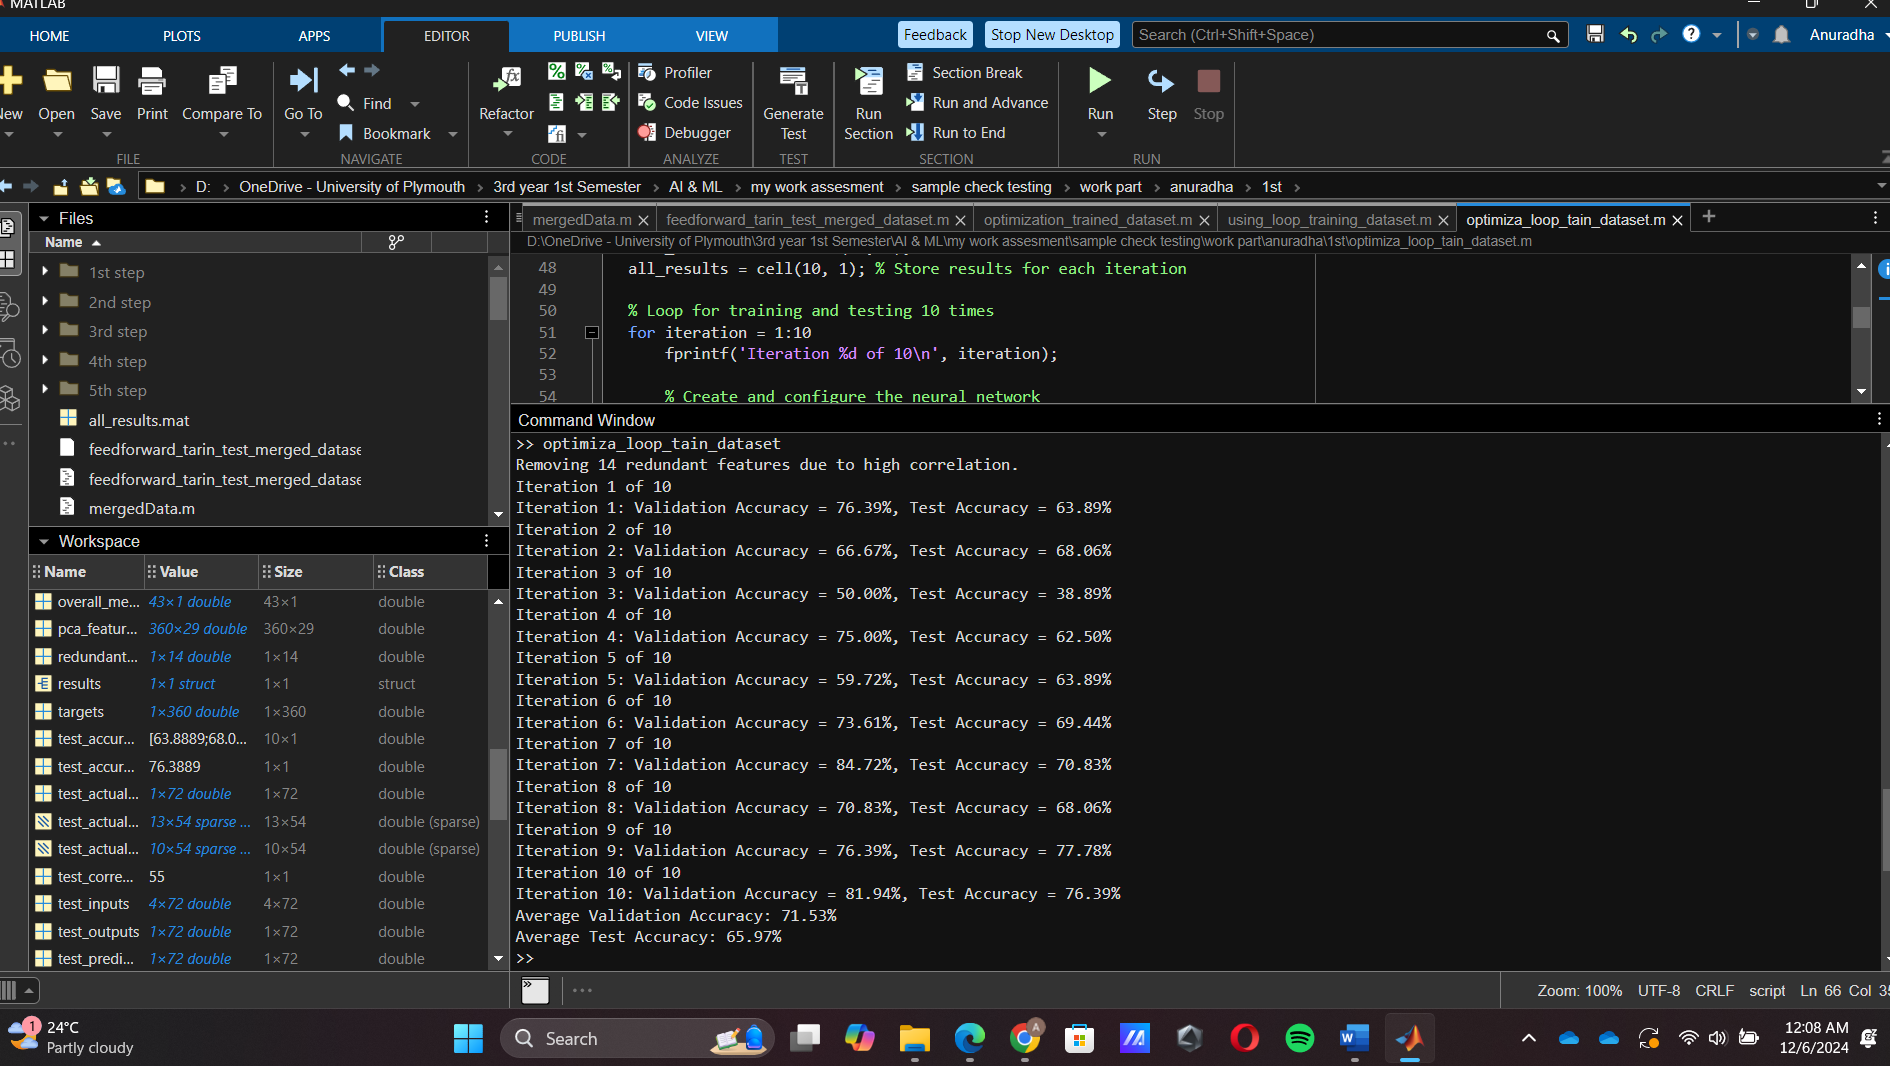 MATLAB
HOME PLOTS APPS EDITOR PUBLISH VIEW Feedback Stop New Desktop Search (Ctrl+Shift+Space) Anuradha
Open Save Print Compare To Go To Find Bookmark Refactor Profiler Code Issues Debugger Generate Test Run Section Section Break Run and Advance Run to End Run Step Stop
FILE NAVIGATE CODE ANALYZE TEST SECTION RUN
D: OneDrive - University of Plymouth 3rd year 1st Semester AI & ML my work assesment sample check testing work part anuradha 1st
Files
Name
1st step
2nd step
3rd step
4th step
5th step
all_results.mat
feedforward_tarin_test_merged_datase
feedforward_tarin_test_merged_datase
mergedData.m
Workspace
Name Value Size Class
overall_me... 43×1 double 43×1 double
pca_featur... 360×29 double 360×29 double
redundant... 1×14 double 1×14 double
results 1×1 struct 1×1 struct
targets 1×360 double 1×360 double
test_accur... [63.8889;68.0... 10×1 double
test_accur... 76.3889 1×1 double
test_actual... 1×72 double 1×72 double
test_actual... 13×54 sparse ... 13×54 double (sparse)
test_actual... 10×54 sparse ... 10×54 double (sparse)
test_corre... 55 1×1 double
test_inputs 4×72 double 4×72 double
test_outputs 1×72 double 1×72 double
test_predi... 1×72 double 1×72 double
mergedData.m feedforward_tarin_test_merged_dataset.m optimization_trained_dataset.m using_loop_training_dataset.m optimiza_loop_tain_dataset.m
D:\OneDrive - University of Plymouth\3rd year 1st Semester\AI & ML\my work assesment\sample check testing\work part\anuradha\1st\optimiza_loop_tain_dataset.m
48 all_results = cell(10, 1); % Store results for each iteration
49
50 % Loop for training and testing 10 times
51 for iteration = 1:10
52 fprintf('Iteration %d of 10\n', iteration);
53
54 % Create and configure the neural network
Command Window
>> optimiza_loop_tain_dataset
Removing 14 redundant features due to high correlation.
Iteration 1 of 10
Iteration 1: Validation Accuracy = 76.39%, Test Accuracy = 63.89%
Iteration 2 of 10
Iteration 2: Validation Accuracy = 66.67%, Test Accuracy = 68.06%
Iteration 3 of 10
Iteration 3: Validation Accuracy = 50.00%, Test Accuracy = 38.89%
Iteration 4 of 10
Iteration 4: Validation Accuracy = 75.00%, Test Accuracy = 62.50%
Iteration 5 of 10
Iteration 5: Validation Accuracy = 59.72%, Test Accuracy = 63.89%
Iteration 6 of 10
Iteration 6: Validation Accuracy = 73.61%, Test Accuracy = 69.44%
Iteration 7 of 10
Iteration 7: Validation Accuracy = 84.72%, Test Accuracy = 70.83%
Iteration 8 of 10
Iteration 8: Validation Accuracy = 70.83%, Test Accuracy = 68.06%
Iteration 9 of 10
Iteration 9: Validation Accuracy = 76.39%, Test Accuracy = 77.78%
Iteration 10 of 10
Iteration 10: Validation Accuracy = 81.94%, Test Accuracy = 76.39%
Average Validation Accuracy: 71.53%
Average Test Accuracy: 65.97%
>>
Zoom: 100% UTF-8 CRLF script Ln 66 Col
1 24°C
Partly cloudy
Search
12:08 AM
12/6/2024